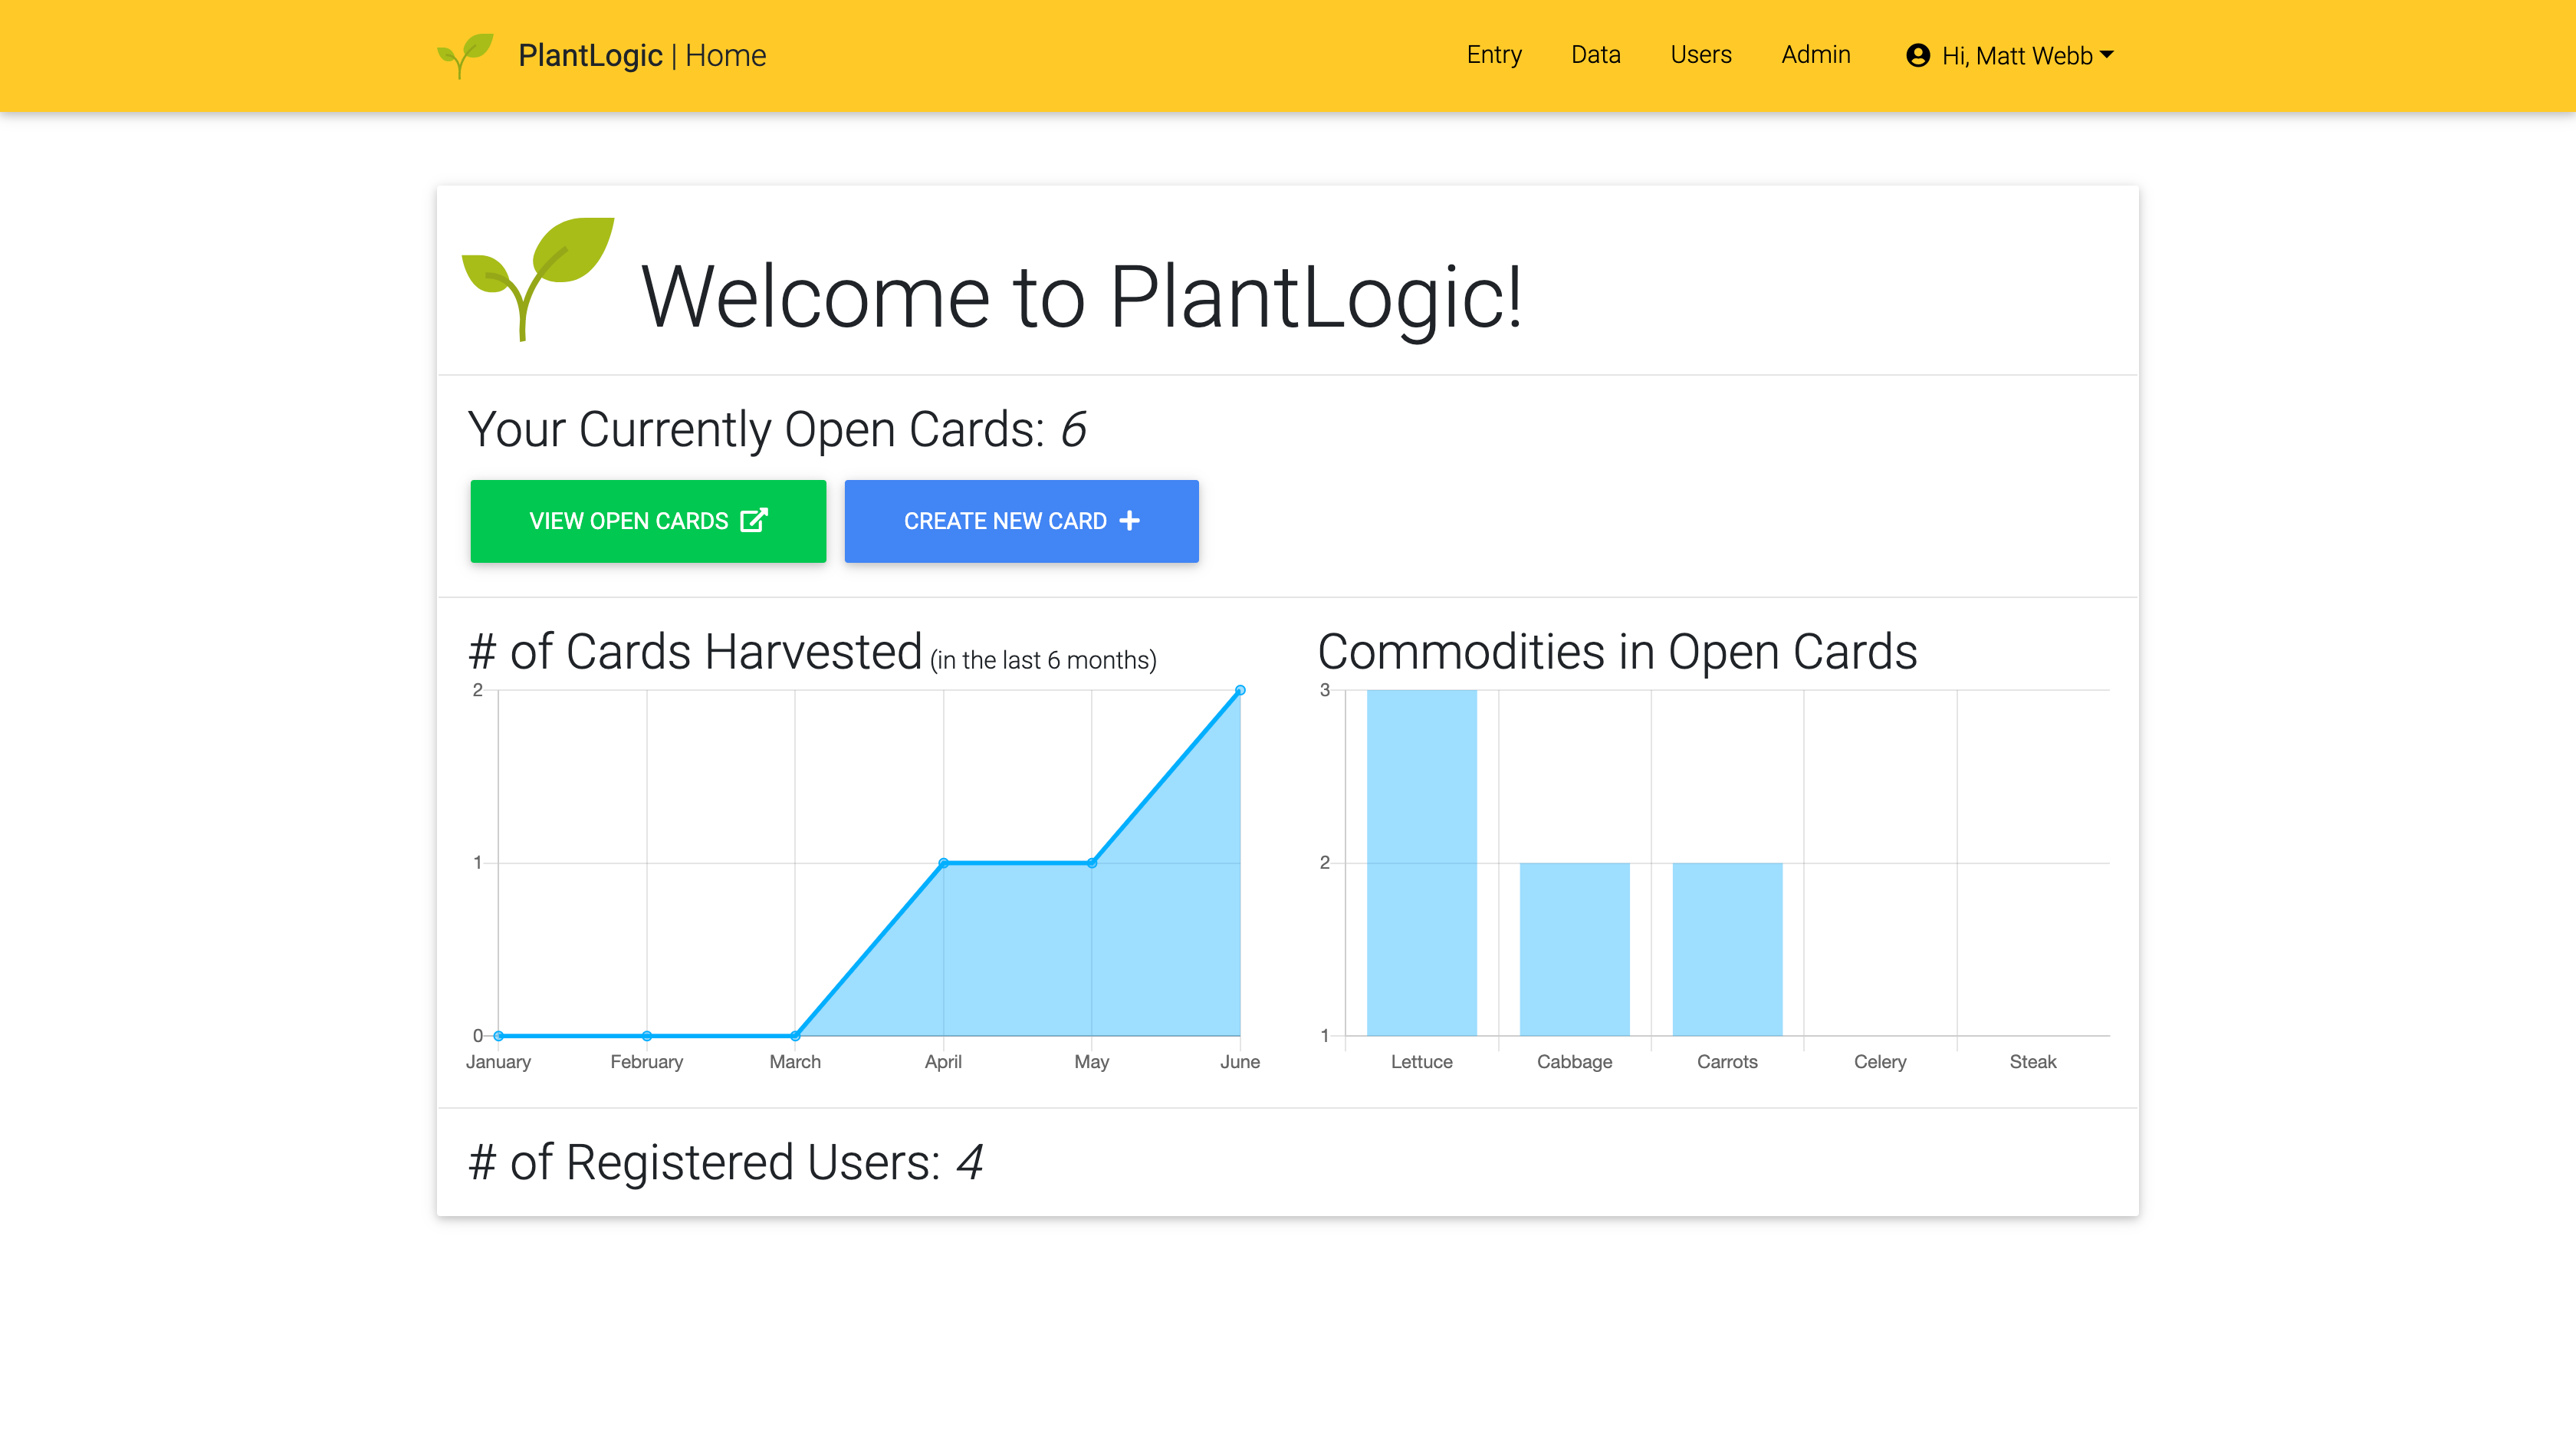 PlantLogic | Home
Entry Data Users Admin Hi, Matt Webb
Welcome to PlantLogic!
Your Currently Open Cards: 6
VIEW OPEN CARDS
CREATE NEW CARD
# of Cards Harvested (in the last 6 months)
2
1
0
January February March April May June
Commodities in Open Cards
3
2
1
Lettuce Cabbage Carrots Celery Steak
# of Registered Users: 4